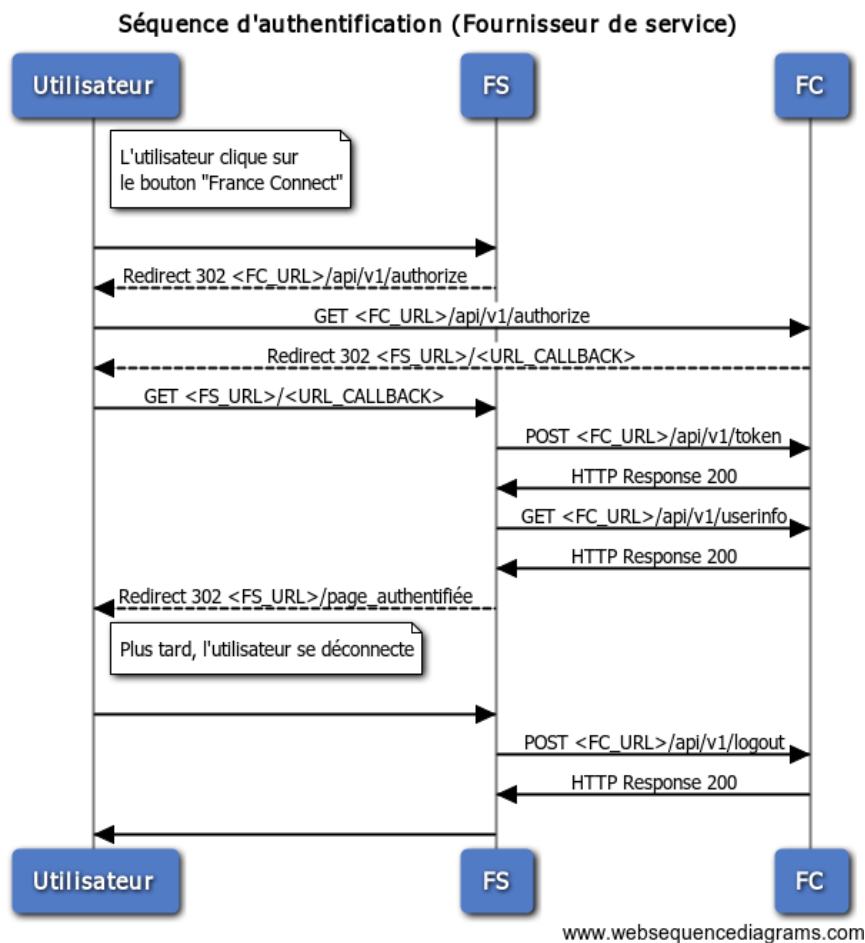 Séquence d'authentification (Fournisseur de service)
Utilisateur
FS
FC
L'utilisateur clique sur
le bouton "France Connect"
Redirect 302 <FC_URL>/api/v1/authorize
GET <FC_URL>/api/v1/authorize
Redirect 302 <FS_URL>/<URL_CALLBACK>
GET <FS_URL>/<URL_CALLBACK>
POST <FC_URL>/api/v1/token
HTTP Response 200
GET <FC_URL>/api/v1/userinfo
HTTP Response 200
Redirect 302 <FS_URL>/page_authentifiée
Plus tard, l'utilisateur se déconnecte
POST <FC_URL>/api/v1/logout
HTTP Response 200
Utilisateur
FS
FC
www.websequencediagrams.com